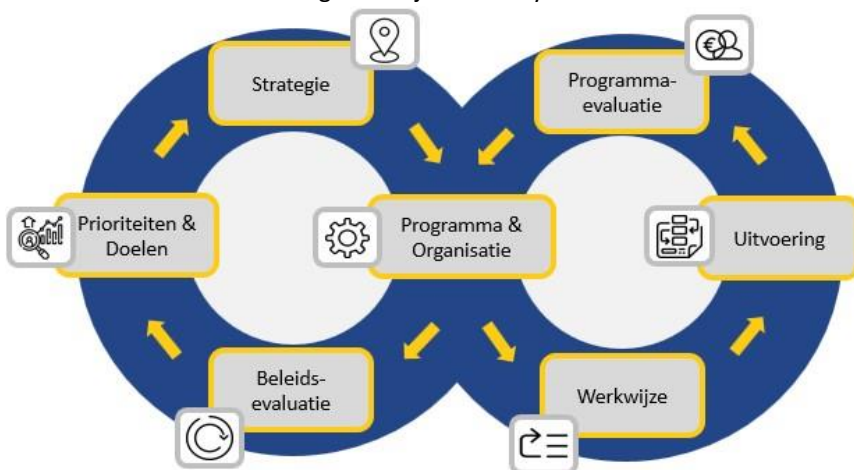 Strategie
Programma-
evaluatie
Prioriteiten &
Doelen
Programma &
Organisatie
Uitvoering
Beleids-
evaluatie
Werkwijze